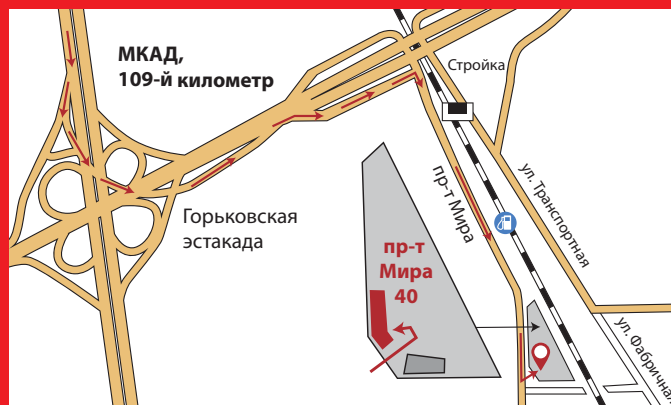 МКАД,
109-й километр
Стройка
ул. Транспортная
пр-т Мира
Горьковская
эстакада
пр-т
Мира
40
ул. Фабричная